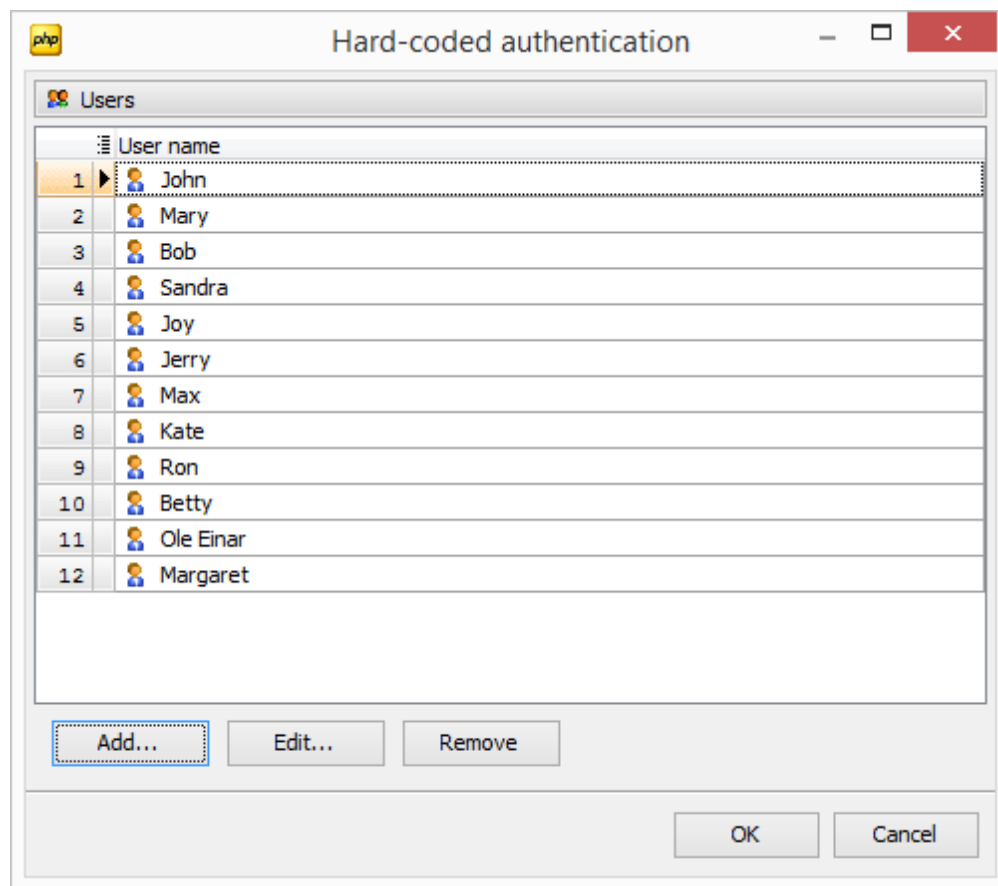 php Hard-coded authentication
Users
User name
1 John
2 Mary
3 Bob
4 Sandra
5 Joy
6 Jerry
7 Max
8 Kate
9 Ron
10 Betty
11 Ole Einar
12 Margaret
Add... Edit... Remove
OK Cancel